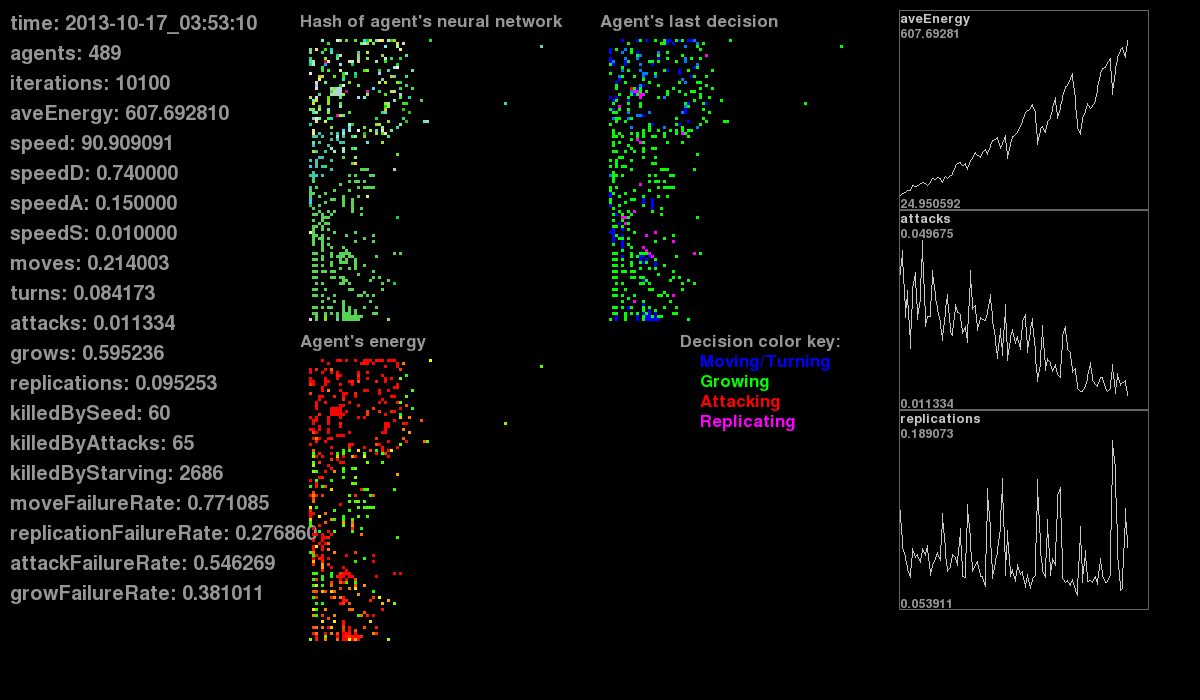 time: 2013-10-17_03:53:10
agents: 489
iterations: 10100
aveEnergy: 607.692810
speed: 90.909091
speedD: 0.740000
speedA: 0.150000
speedS: 0.010000
moves: 0.214003
turns: 0.084173
attacks: 0.011334
grows: 0.595236
replications: 0.095253
killedBySeed: 60
killedByAttacks: 65
killedByStarving: 2686
moveFailureRate: 0.771085
replicationFailureRate: 0.276860
attackFailureRate: 0.546269
growFailureRate: 0.381011
Hash of agent's neural network
Agent's last decision
Agent's energy
Decision color key:
Moving/Turning
Growing
Attacking
Replicating
aveEnergy
607.69281
24.950592
attacks
0.049675
0.011334
replications
0.189073
0.053911